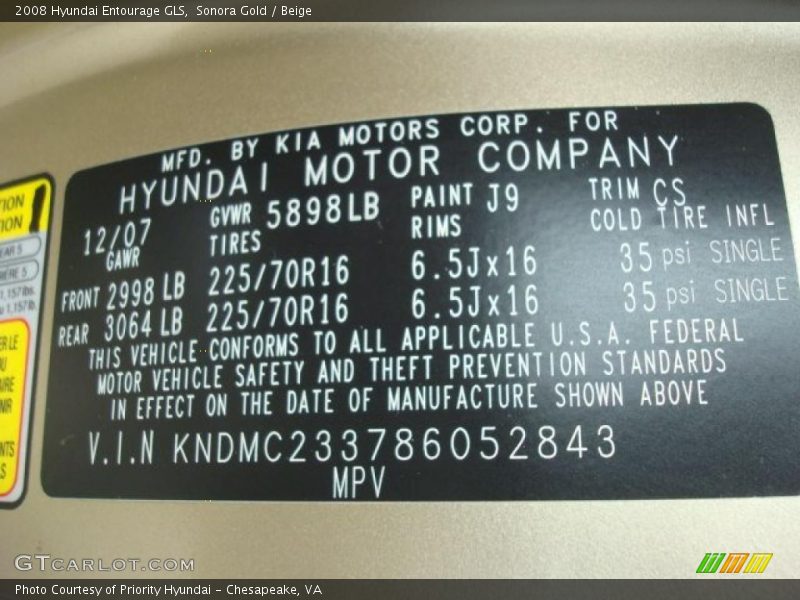 2008 Hyundai Entourage GLS,  Sonora Gold / Beige
MFD. BY KIA MOTORS CORP. FOR
HYUNDAI MOTOR COMPANY
12/07 GVWR 5898LB PAINT J9 TRIM CS
GAWR TIRES RIMS COLD TIRE INFL
FRONT 2998 LB 225/70R16 6.5Jx16 35 psi SINGLE
REAR 3064 LB 225/70R16 6.5Jx16 35 psi SINGLE
THIS VEHICLE CONFORMS TO ALL APPLICABLE U.S.A. FEDERAL
MOTOR VEHICLE SAFETY AND THEFT PREVENTION STANDARDS
IN EFFECT ON THE DATE OF MANUFACTURE SHOWN ABOVE
V.I.N KNDMC233786052843
MPV
GTCARLOT.COM
Photo Courtesy of Priority Hyundai - Chesapeake, VA